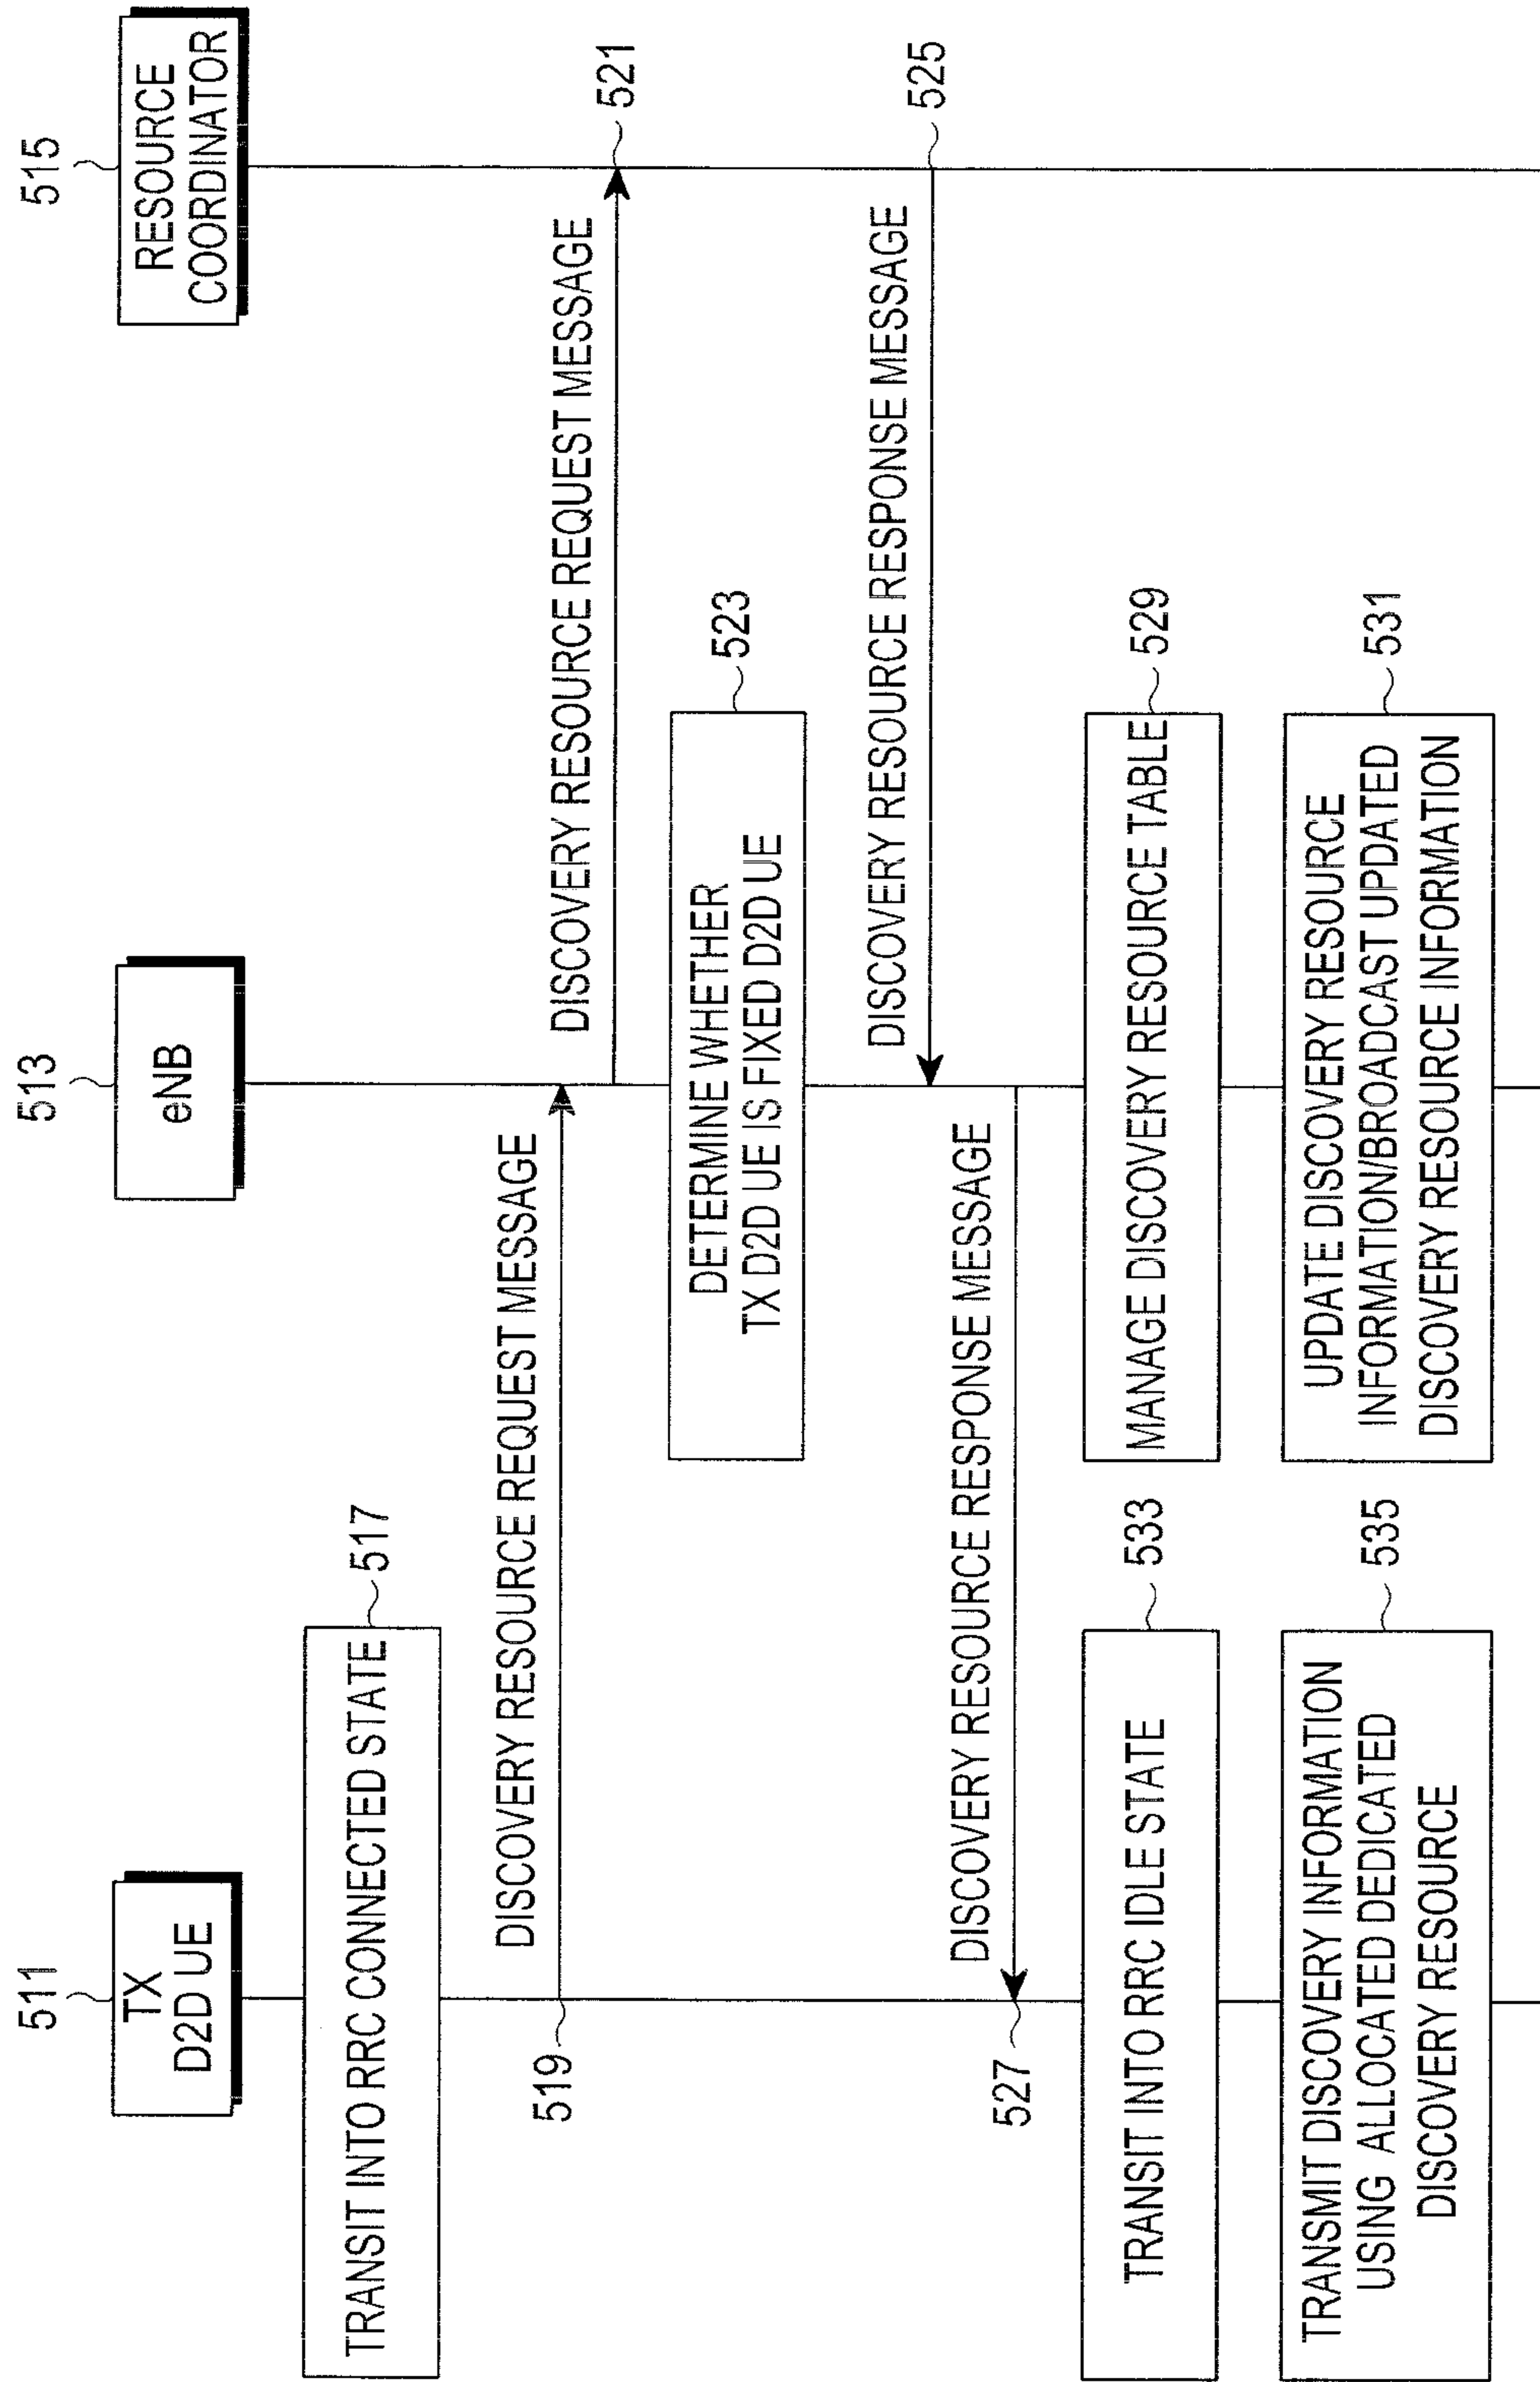 511
TX
D2D UE
513
eNB
515
RESOURCE
COORDINATOR
TRANSIT INTO RRC CONNECTED STATE
517
DISCOVERY RESOURCE REQUEST MESSAGE
519
DISCOVERY RESOURCE REQUEST MESSAGE
521
DETERMINE WHETHER
TX D2D UE IS FIXED D2D UE
523
DISCOVERY RESOURCE RESPONSE MESSAGE
525
DISCOVERY RESOURCE RESPONSE MESSAGE
527
TRANSIT INTO RRC IDLE STATE
533
MANAGE DISCOVERY RESOURCE TABLE
529
TRANSMIT DISCOVERY INFORMATION
USING ALLOCATED DEDICATED
DISCOVERY RESOURCE
535
UPDATE DISCOVERY RESOURCE
INFORMATION/BROADCAST UPDATED
DISCOVERY RESOURCE INFORMATION
531